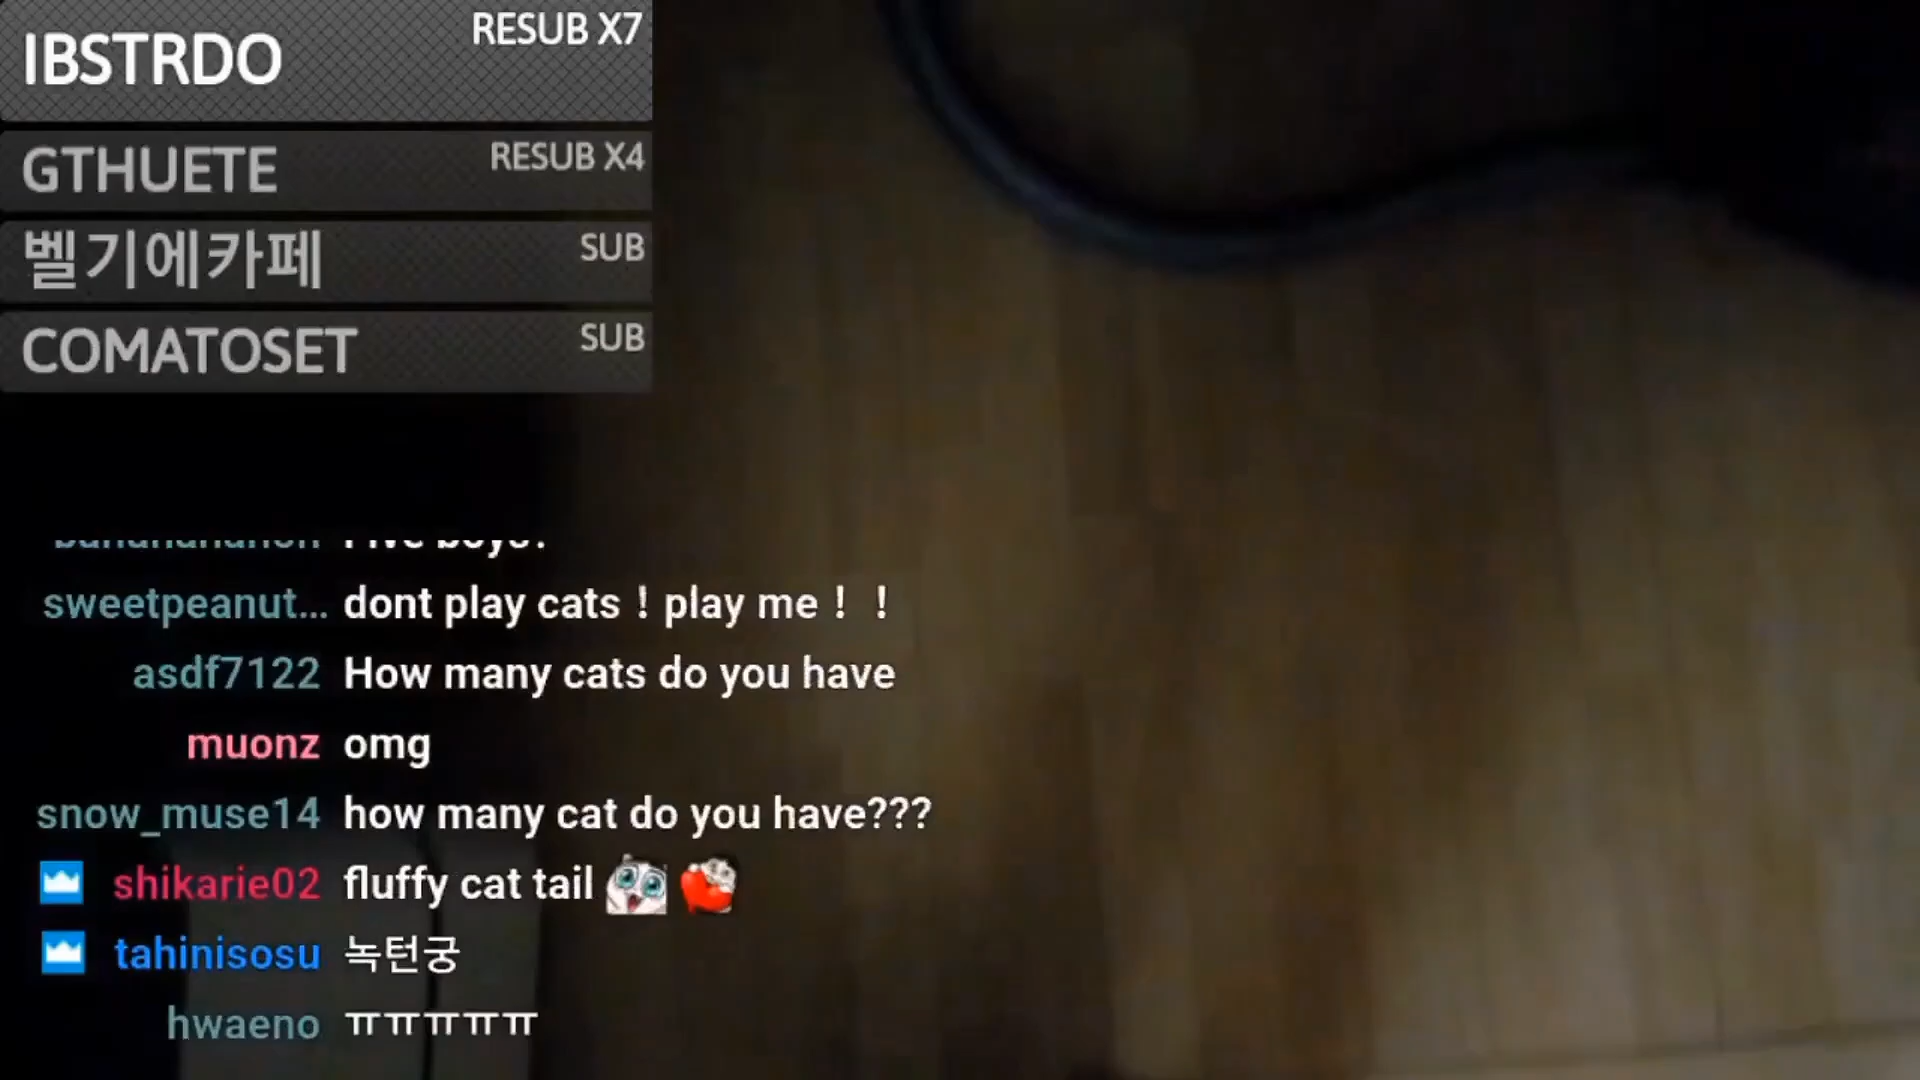 IBSTRDO RESUB X7
GTHUETE RESUB X4
벨기에카페 SUB
COMATOSET SUB
sweetpeanut... dont play cats ! play me ! !
asdf7122 How many cats do you have
muonz omg
snow_muse14 how many cat do you have???
shikarie02 fluffy cat tail
tahinisosu 녹턴궁
hwaeno ㅠㅠㅠㅠㅠ